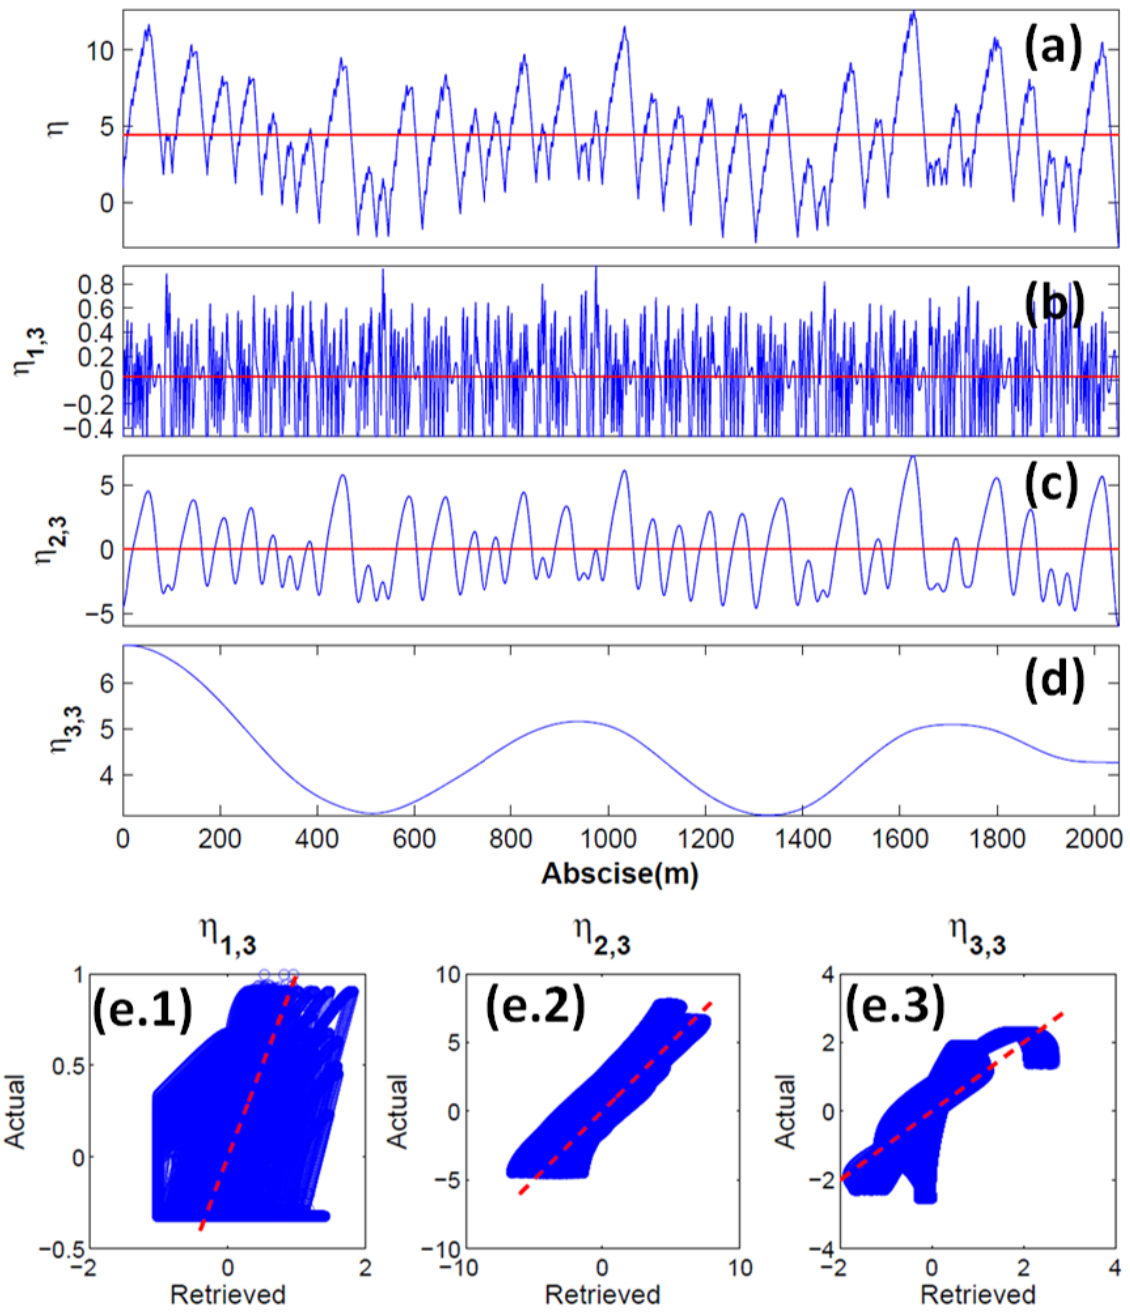 (a)
10
5
0
η
(b)
0.8
0.6
0.4
0.2
0
−0.2
−0.4
η1,3
(c)
5
0
−5
η2,3
(d)
6
5
4
η3,3
0 200 400 600 800 1000 1200 1400 1600 1800 2000
Abscise(m)
η1,3
(e.1)
1
0.5
0
−0.5
Actual
−2 0 2
Retrieved
η2,3
(e.2)
10
5
0
−5
−10
Actual
−10 0 10
Retrieved
η3,3
(e.3)
4
2
0
−2
−4
Actual
−2 0 2 4
Retrieved